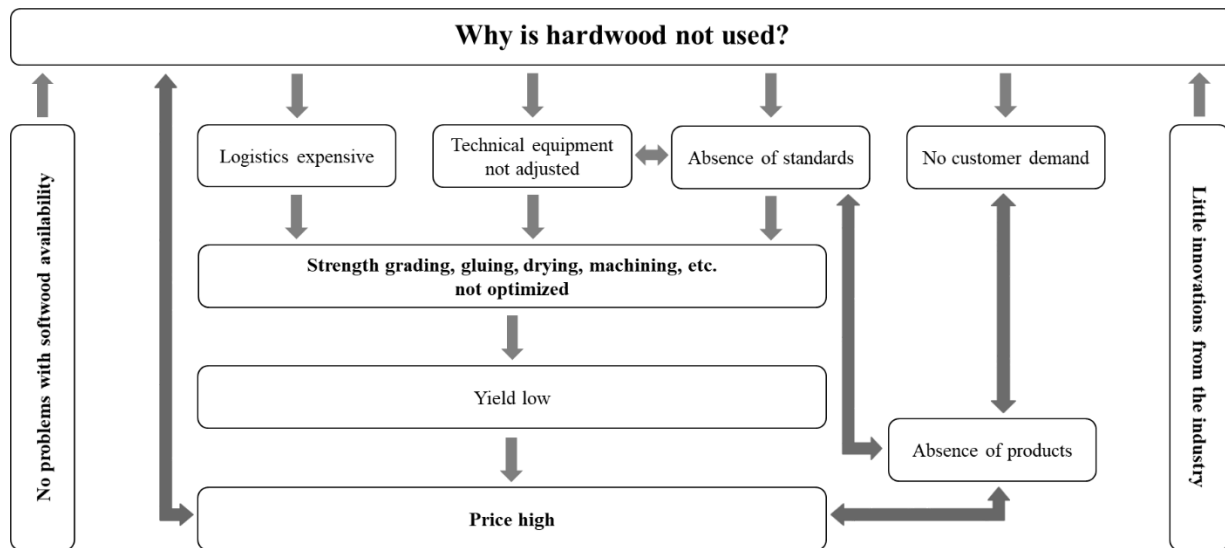 Why is hardwood not used?
No problems with softwood availability
Logistics expensive
Technical equipment
not adjusted
Absence of standards
No customer demand
Little innovations from the industry
Strength grading, gluing, drying, machining, etc.
not optimized
Yield low
Absence of products
Price high